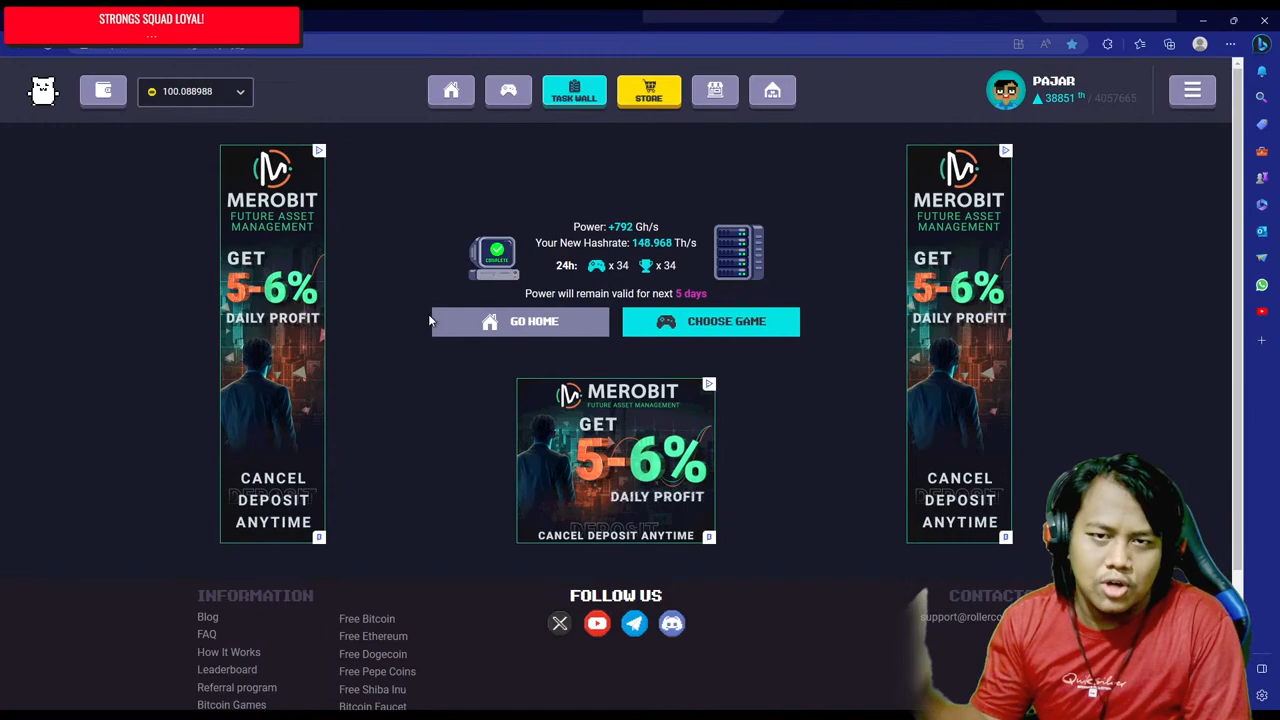 STRONGS SQUAD LOYAL!
...
100.088988
TASK WALL
STORE
PAJAR
38851 th / 4057665
MEROBIT
FUTURE ASSET
MANAGEMENT
GET
5-6%
DAILY PROFIT
CANCEL
DEPOSIT
ANYTIME
Power: +792 Gh/s
Your New Hashrate: 148.968 Th/s
24h: x 34 x 34
COMPLETE
Power will remain valid for next 5 days
GO HOME
CHOOSE GAME
MEROBIT
FUTURE ASSET MANAGEMENT
GET
5-6%
DAILY PROFIT
CANCEL DEPOSIT ANYTIME
MEROBIT
FUTURE ASSET
MANAGEMENT
GET
5-6%
DAILY PROFIT
CANCEL
DEPOSIT
ANYTIME
INFORMATION
Blog
FAQ
How It Works
Leaderboard
Referral program
Bitcoin Games
Free Bitcoin
Free Ethereum
Free Dogecoin
Free Pepe Coins
Free Shiba Inu
Bitcoin Faucet
FOLLOW US
CONTACT
support@rollerco
Quiksilver